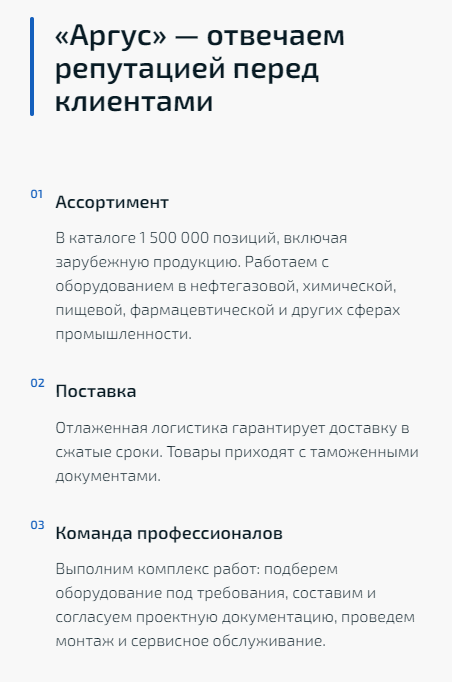 «Аргус» — отвечаем
репутацией перед
клиентами
01
Ассортимент
В каталоге 1 500 000 позиций, включая
зарубежную продукцию. Работаем с
оборудованием в нефтегазовой, химической,
пищевой, фармацевтической и других сферах
промышленности.
02
Поставка
Отлаженная логистика гарантирует доставку в
сжатые сроки. Товары приходят с таможенными
документами.
03
Команда профессионалов
Выполним комплекс работ: подберем
оборудование под требования, составим и
согласуем проектную документацию, проведем
монтаж и сервисное обслуживание.